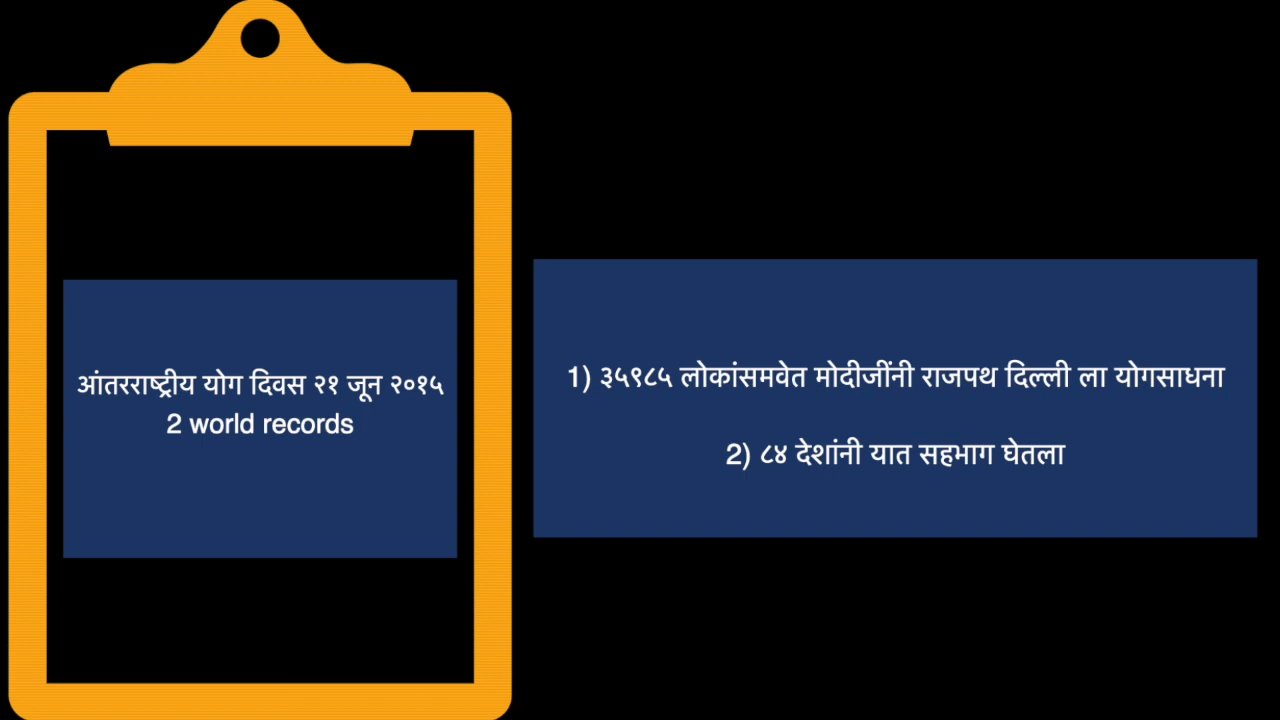 आंतरराष्ट्रीय योग दिवस २१ जून २०१५
2 world records
1) ३५९८५ लोकांसमवेत मोदीजींनी राजपथ दिल्ली ला योगसाधना
2) ८४ देशांनी यात सहभाग घेतला